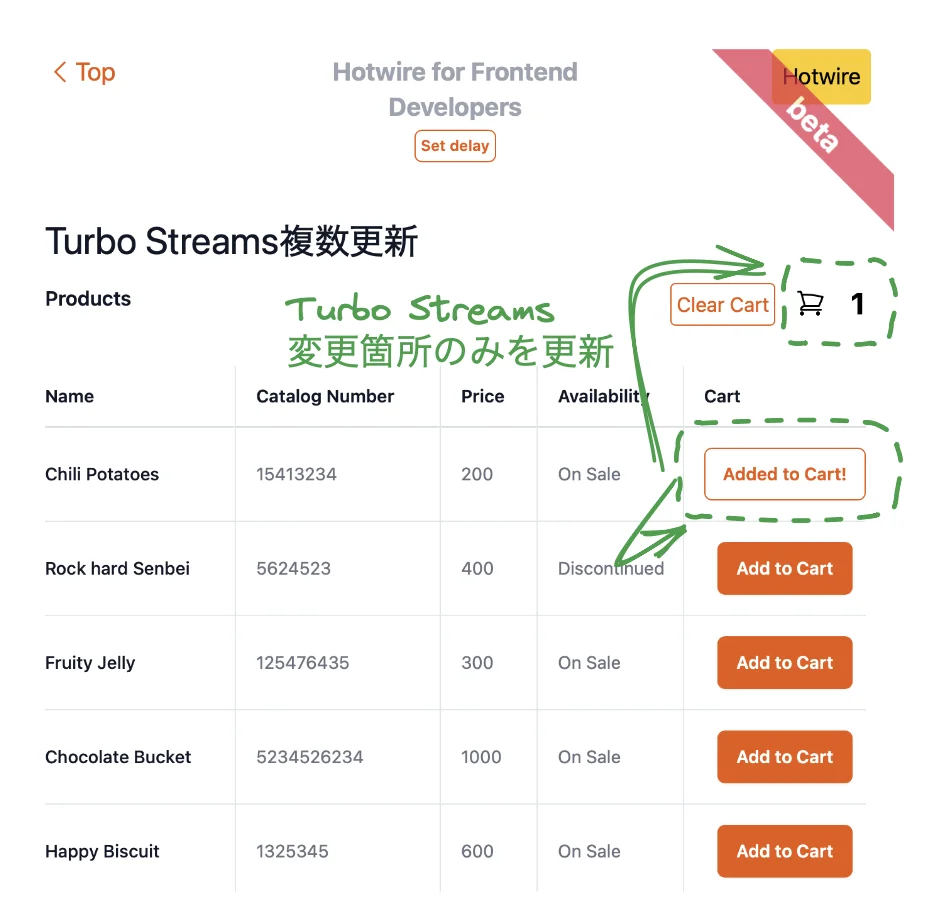 Top
Hotwire for Frontend
Developers
Set delay
Hotwire
beta
Turbo Streams複数更新
Products
Turbo Streams
変更箇所のみを更新
Clear Cart
1
Name Catalog Number Price Availability Cart
Chili Potatoes 15413234 200 On Sale Added to Cart!
Rock hard Senbei 5624523 400 Discontinued Add to Cart
Fruity Jelly 125476435 300 On Sale Add to Cart
Chocolate Bucket 5234526234 1000 On Sale Add to Cart
Happy Biscuit 1325345 600 On Sale Add to Cart